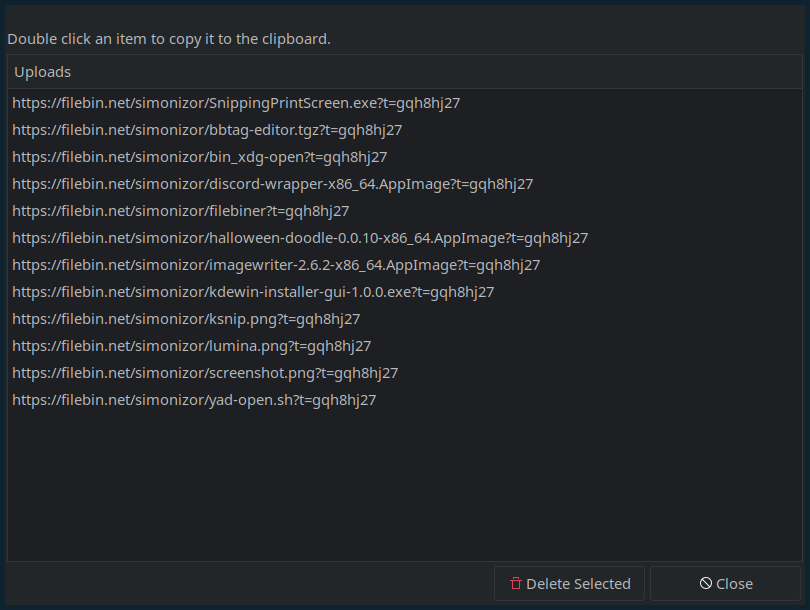 Double click an item to copy it to the clipboard.
Uploads
https://filebin.net/simonizor/SnippingPrintScreen.exe?t=gqh8hj27
https://filebin.net/simonizor/bbtag-editor.tgz?t=gqh8hj27
https://filebin.net/simonizor/bin_xdg-open?t=gqh8hj27
https://filebin.net/simonizor/discord-wrapper-x86_64.AppImage?t=gqh8hj27
https://filebin.net/simonizor/filebiner?t=gqh8hj27
https://filebin.net/simonizor/halloween-doodle-0.0.10-x86_64.AppImage?t=gqh8hj27
https://filebin.net/simonizor/imagewriter-2.6.2-x86_64.AppImage?t=gqh8hj27
https://filebin.net/simonizor/kdewin-installer-gui-1.0.0.exe?t=gqh8hj27
https://filebin.net/simonizor/ksnip.png?t=gqh8hj27
https://filebin.net/simonizor/lumina.png?t=gqh8hj27
https://filebin.net/simonizor/screenshot.png?t=gqh8hj27
https://filebin.net/simonizor/yad-open.sh?t=gqh8hj27
Delete Selected
Close